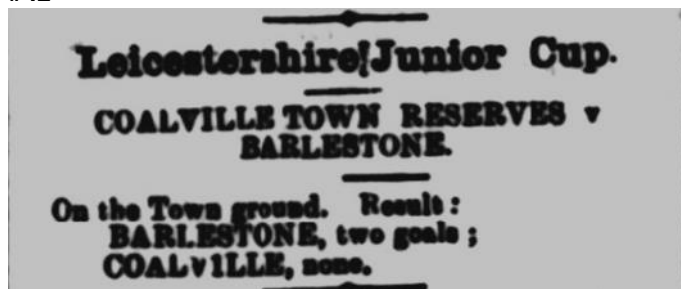 Leicestershire Junior Cup.
COALVILLE TOWN RESERVES v
BARLESTONE.
On the Town ground. Result:
BARLESTONE, two goals;
COALVILLE, none.